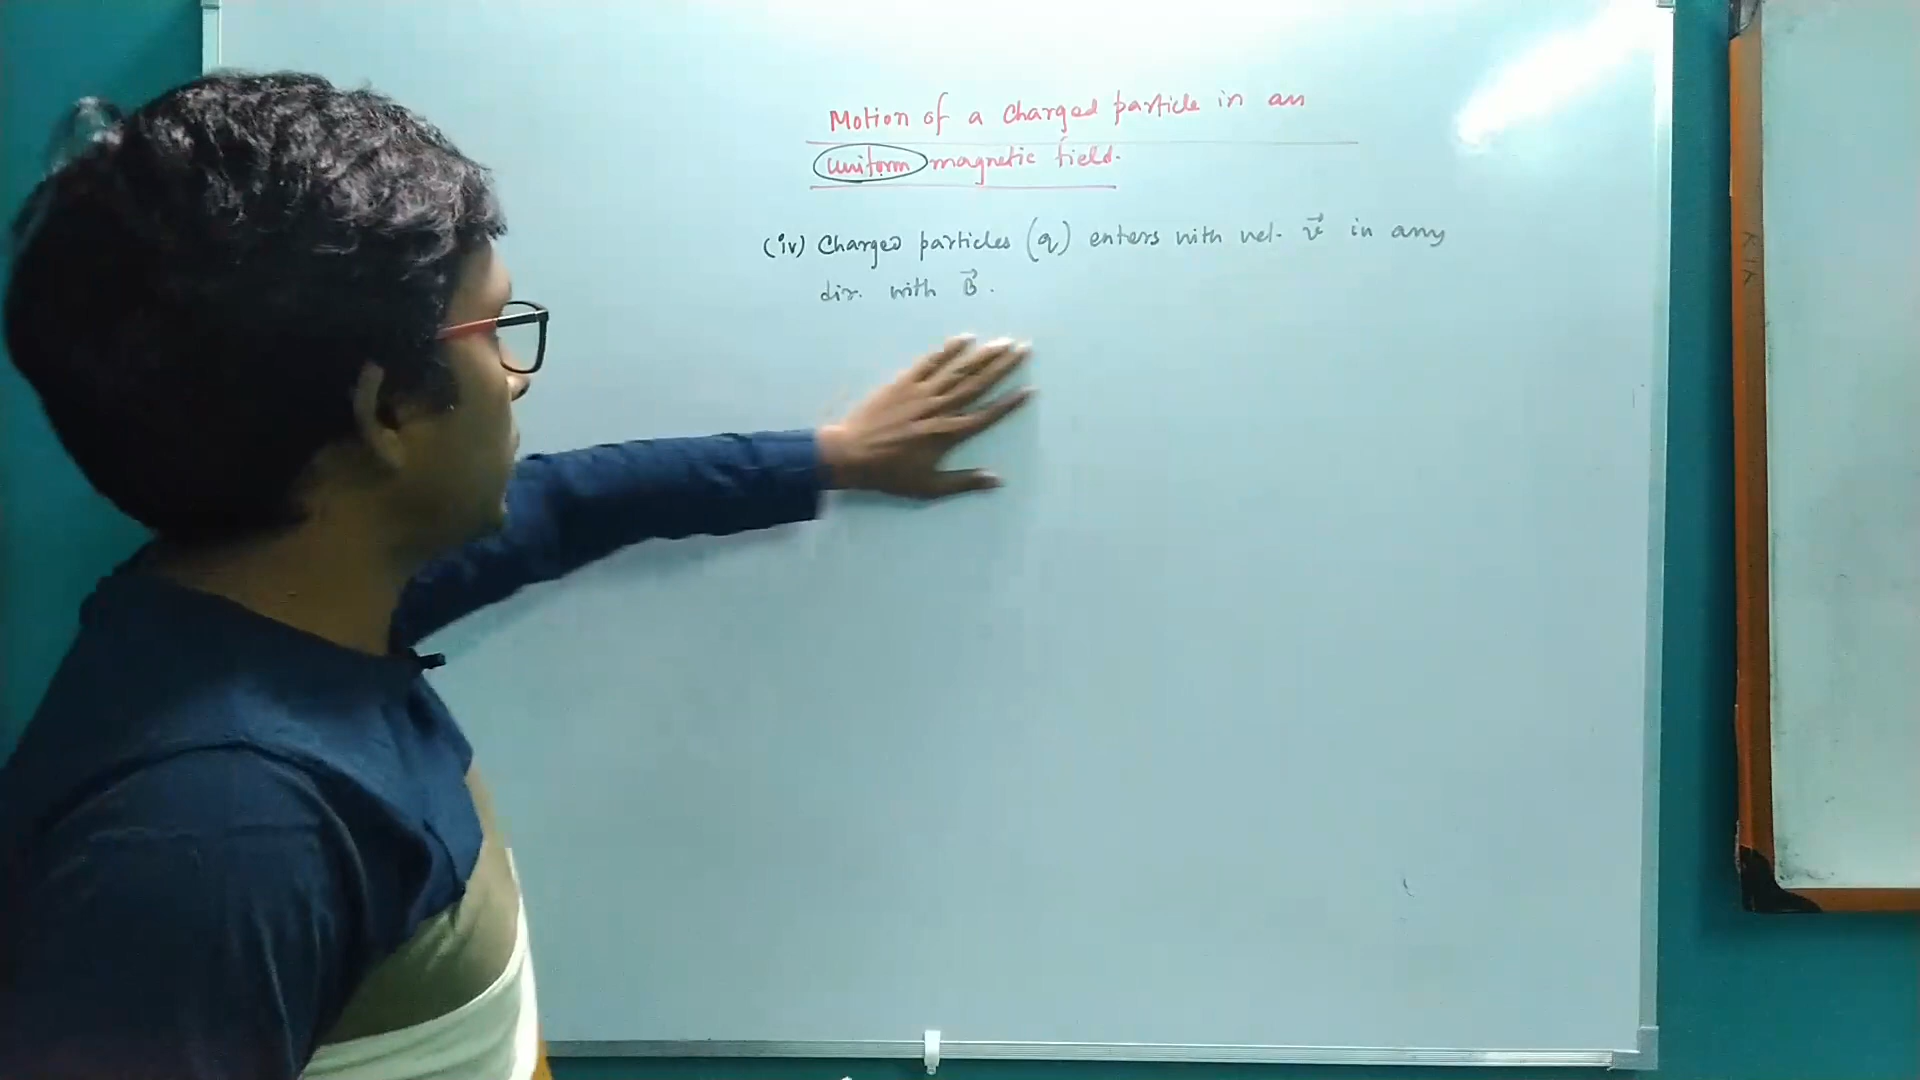 Motion of a charged particle in an
uniform magnetic field.
(iv) Charged particles (q) enters with vel. v⃗ in any
dir. with B⃗.